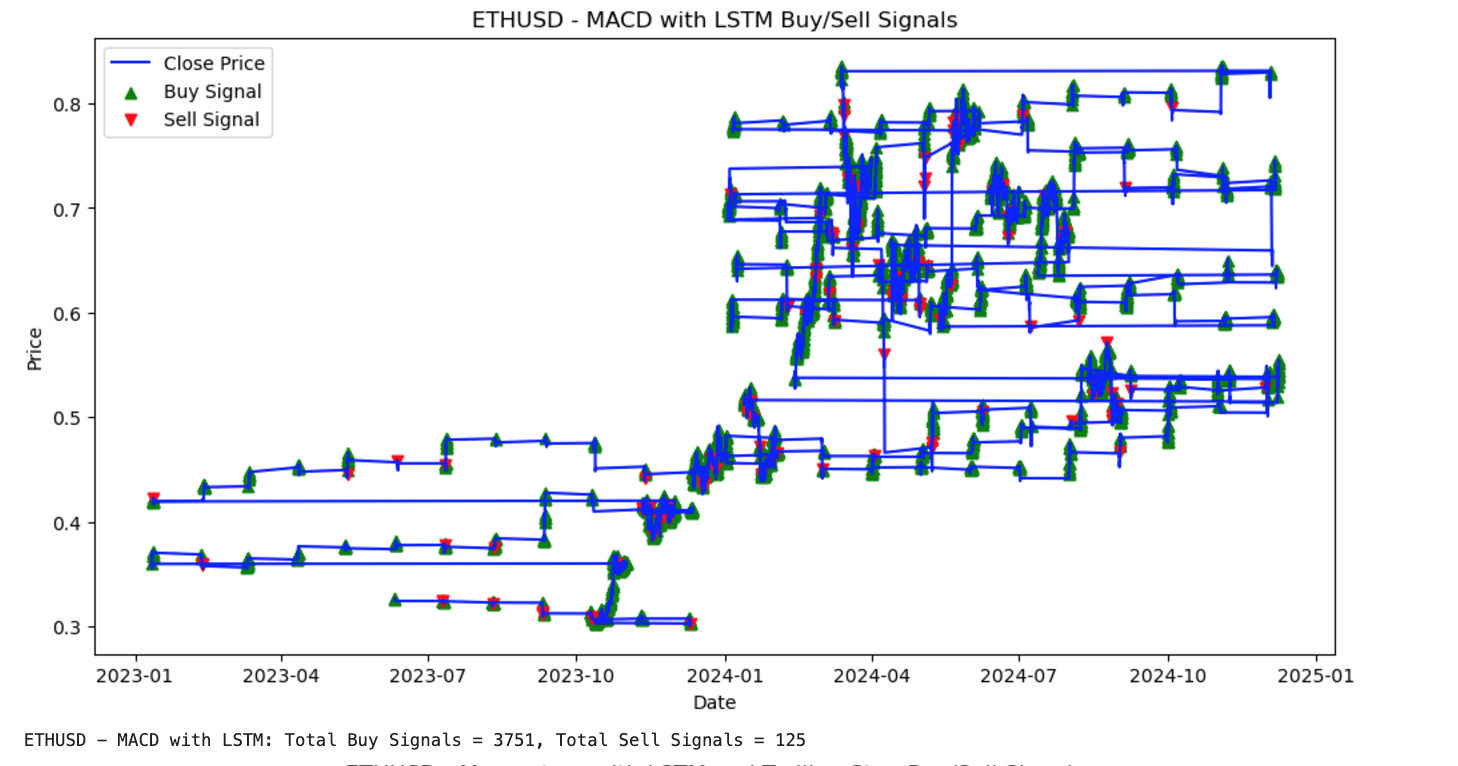 ETHUSD - MACD with LSTM Buy/Sell Signals
Close Price
Buy Signal
Sell Signal
0.8
0.7
0.6
0.5
0.4
0.3
Price
2023-01 2023-04 2023-07 2023-10 2024-01 2024-04 2024-07 2024-10 2025-01
Date
ETHUSD – MACD with LSTM: Total Buy Signals = 3751, Total Sell Signals = 125